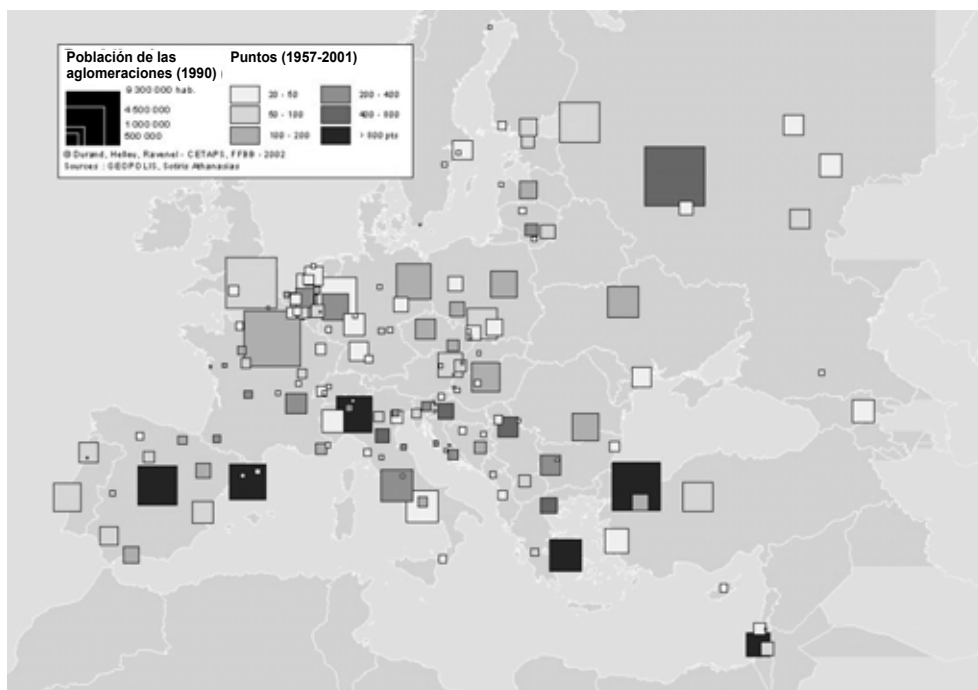 Población de las
aglomeraciones (1990)
9 300 000 hab.
4 500 000
1 000 000
500 000
Puntos (1957-2001)
20 - 50
50 - 100
100 - 200
200 - 400
400 - 800
> 800 pts
© Durand, Helleu, Ravenel - CETAPS, FFBB - 2002
Sources : GEOPOLIS, Sotiris Athanasias